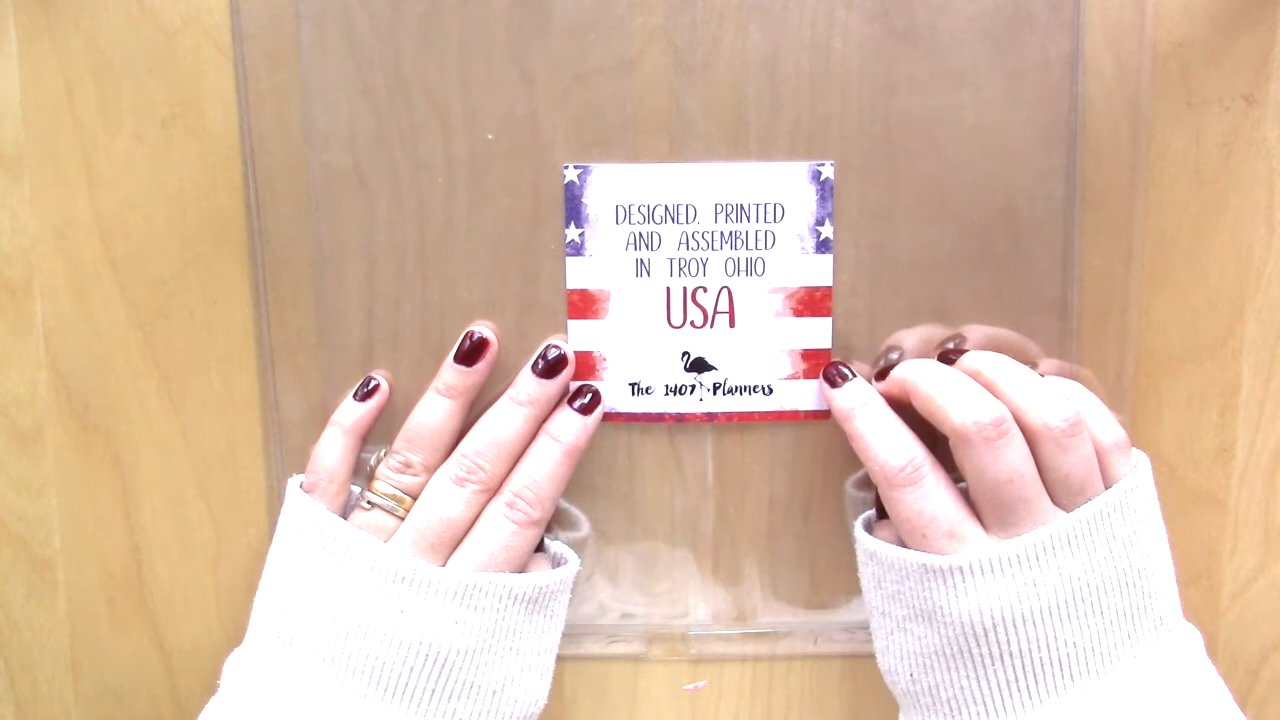 DESIGNED, PRINTED
AND ASSEMBLED
IN TROY OHIO
USA
The 1407 Planners